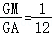 GM/GA = 1/12